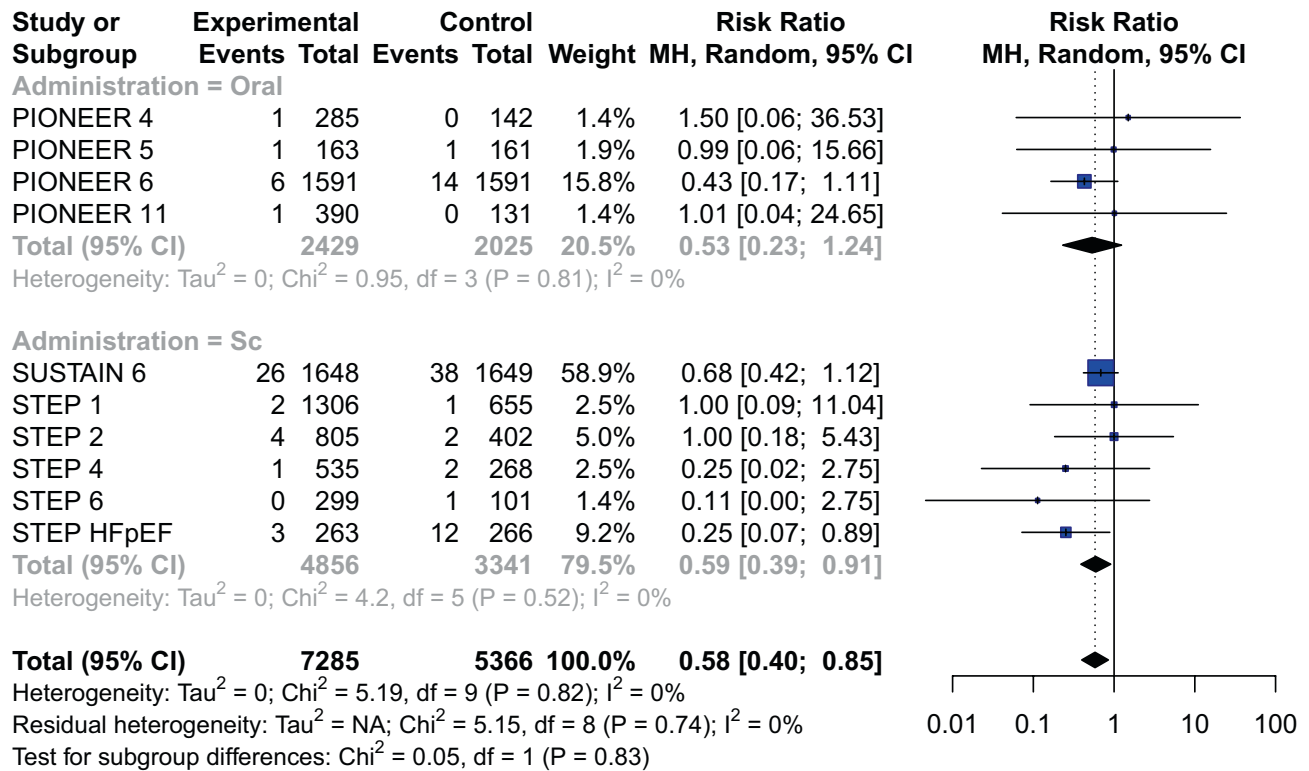 Study or Experimental Control Risk Ratio Risk Ratio
Subgroup Events Total Events Total Weight MH, Random, 95% CI MH, Random, 95% CI
Administration = Oral
PIONEER 4 1 285 0 142 1.4% 1.50 [0.06; 36.53]
PIONEER 5 1 163 1 161 1.9% 0.99 [0.06; 15.66]
PIONEER 6 6 1591 14 1591 15.8% 0.43 [0.17; 1.11]
PIONEER 11 1 390 0 131 1.4% 1.01 [0.04; 24.65]
Total (95% CI) 2429 2025 20.5% 0.53 [0.23; 1.24]
Heterogeneity: Tau² = 0; Chi² = 0.95, df = 3 (P = 0.81); I² = 0%
Administration = Sc
SUSTAIN 6 26 1648 38 1649 58.9% 0.68 [0.42; 1.12]
STEP 1 2 1306 1 655 2.5% 1.00 [0.09; 11.04]
STEP 2 4 805 2 402 5.0% 1.00 [0.18; 5.43]
STEP 4 1 535 2 268 2.5% 0.25 [0.02; 2.75]
STEP 6 0 299 1 101 1.4% 0.11 [0.00; 2.75]
STEP HFpEF 3 263 12 266 9.2% 0.25 [0.07; 0.89]
Total (95% CI) 4856 3341 79.5% 0.59 [0.39; 0.91]
Heterogeneity: Tau² = 0; Chi² = 4.2, df = 5 (P = 0.52); I² = 0%
Total (95% CI) 7285 5366 100.0% 0.58 [0.40; 0.85]
Heterogeneity: Tau² = 0; Chi² = 5.19, df = 9 (P = 0.82); I² = 0%
Residual heterogeneity: Tau² = NA; Chi² = 5.15, df = 8 (P = 0.74); I² = 0% 0.01 0.1 1 10 100
Test for subgroup differences: Chi² = 0.05, df = 1 (P = 0.83)